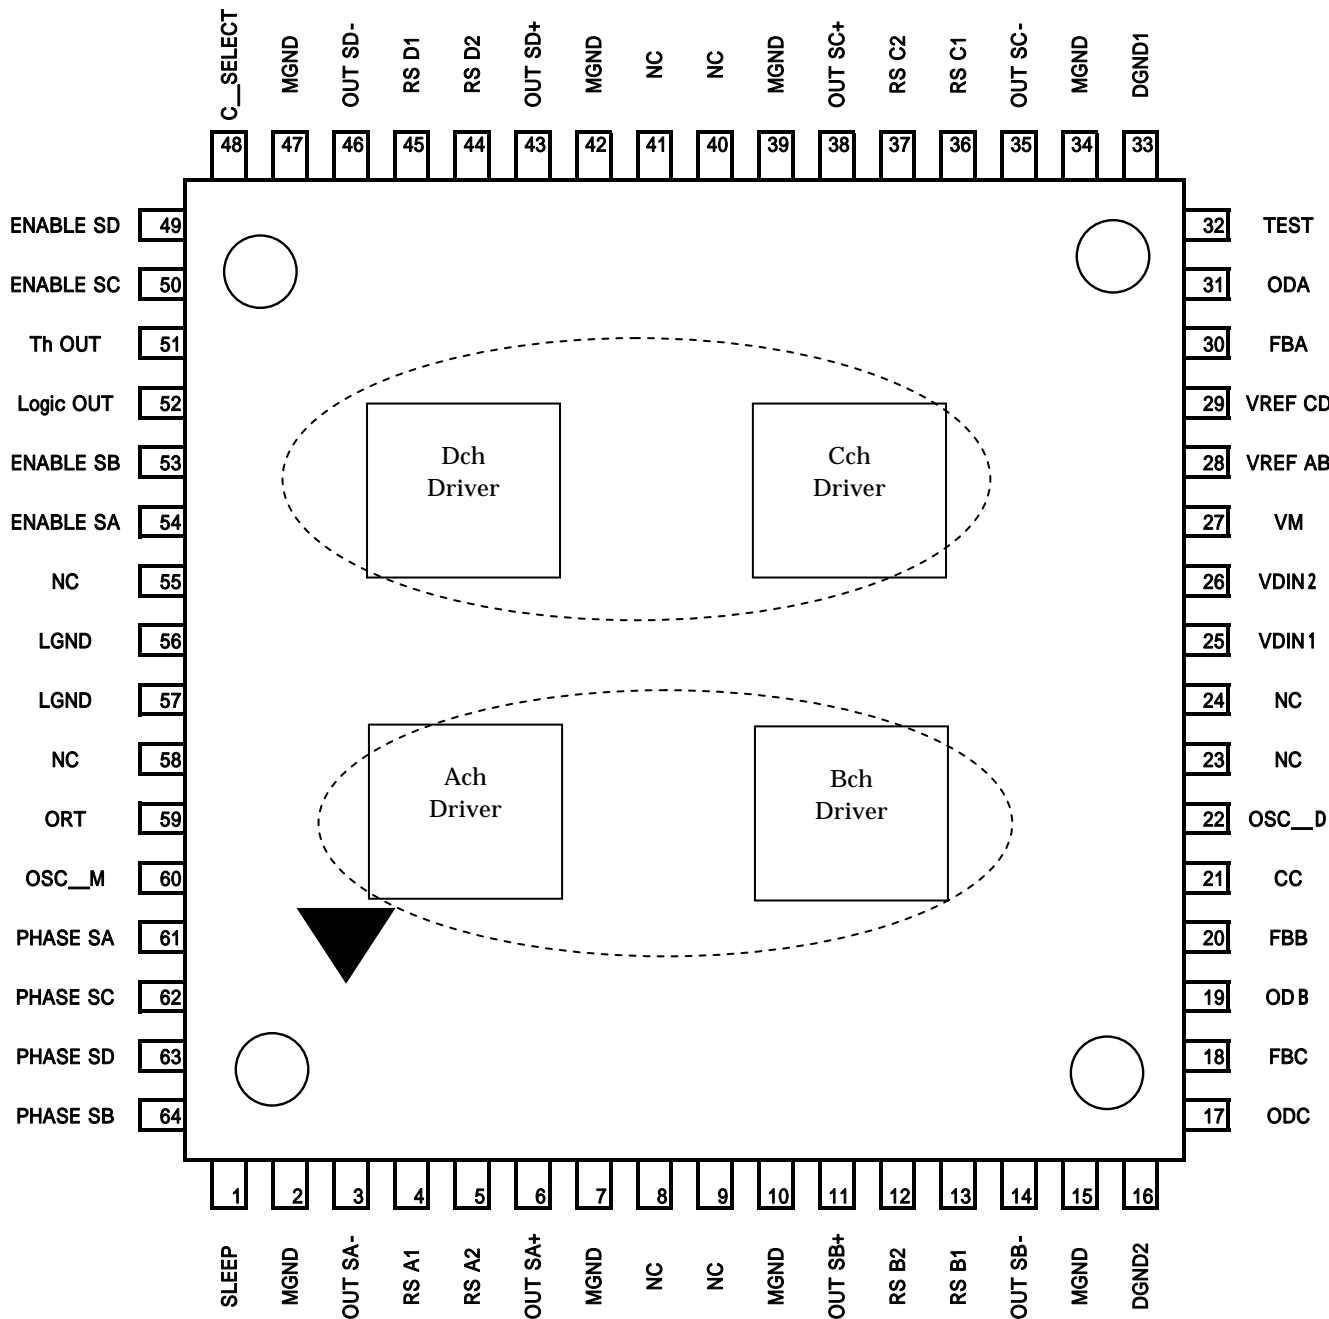 C__SELECT
MGND
OUT SD-
RS D1
RS D2
OUT SD+
MGND
NC
NC
MGND
OUT SC+
RS C2
RS C1
OUT SC-
MGND
DGND1
48 47 46 45 44 43 42 41 40 39 38 37 36 35 34 33
ENABLE SD 49
32 TEST
ENABLE SC 50
31 ODA
Th OUT 51
30 FBA
Logic OUT 52
29 VREF CD
ENABLE SB 53
28 VREF AB
ENABLE SA 54
27 VM
NC 55
26 VDIN2
LGND 56
25 VDIN1
LGND 57
24 NC
NC 58
23 NC
ORT 59
22 OSC__D
OSC__M 60
21 CC
PHASE SA 61
20 FBB
PHASE SC 62
19 ODB
PHASE SD 63
18 FBC
PHASE SB 64
17 ODC
Dch
Driver
Cch
Driver
Ach
Driver
Bch
Driver
1 2 3 4 5 6 7 8 9 10 11 12 13 14 15 16
SLEEP
MGND
OUT SA-
RS A1
RS A2
OUT SA+
MGND
NC
NC
MGND
OUT SB+
RS B2
RS B1
OUT SB-
MGND
DGND2